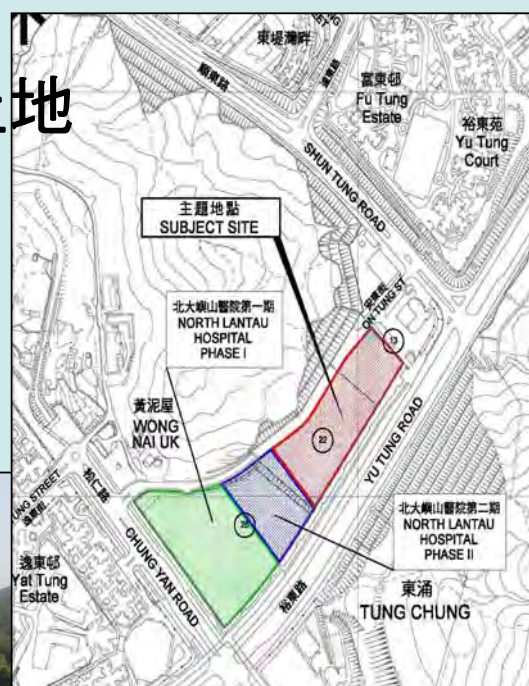 地
東堤灣畔
順東路
富東邨
Fu Tung
Estate
裕東苑
Yu Tung
Court
SHUN TUNG ROAD
主題地點
SUBJECT SITE
安東街
ON TUNG ST
13
北大嶼山醫院第一期
NORTH LANTAU
HOSPITAL
PHASE I
22
黃泥屋
WONG
NAI UK
YU TUNG ROAD
北大嶼山醫院第二期
NORTH LANTAU
HOSPITAL
PHASE II
松仁路
UNG STREET
逸東街
CHUNG YAN ROAD
逸東邨
Yat Tung
Estate
裕東路
東涌
TUNG CHUNG